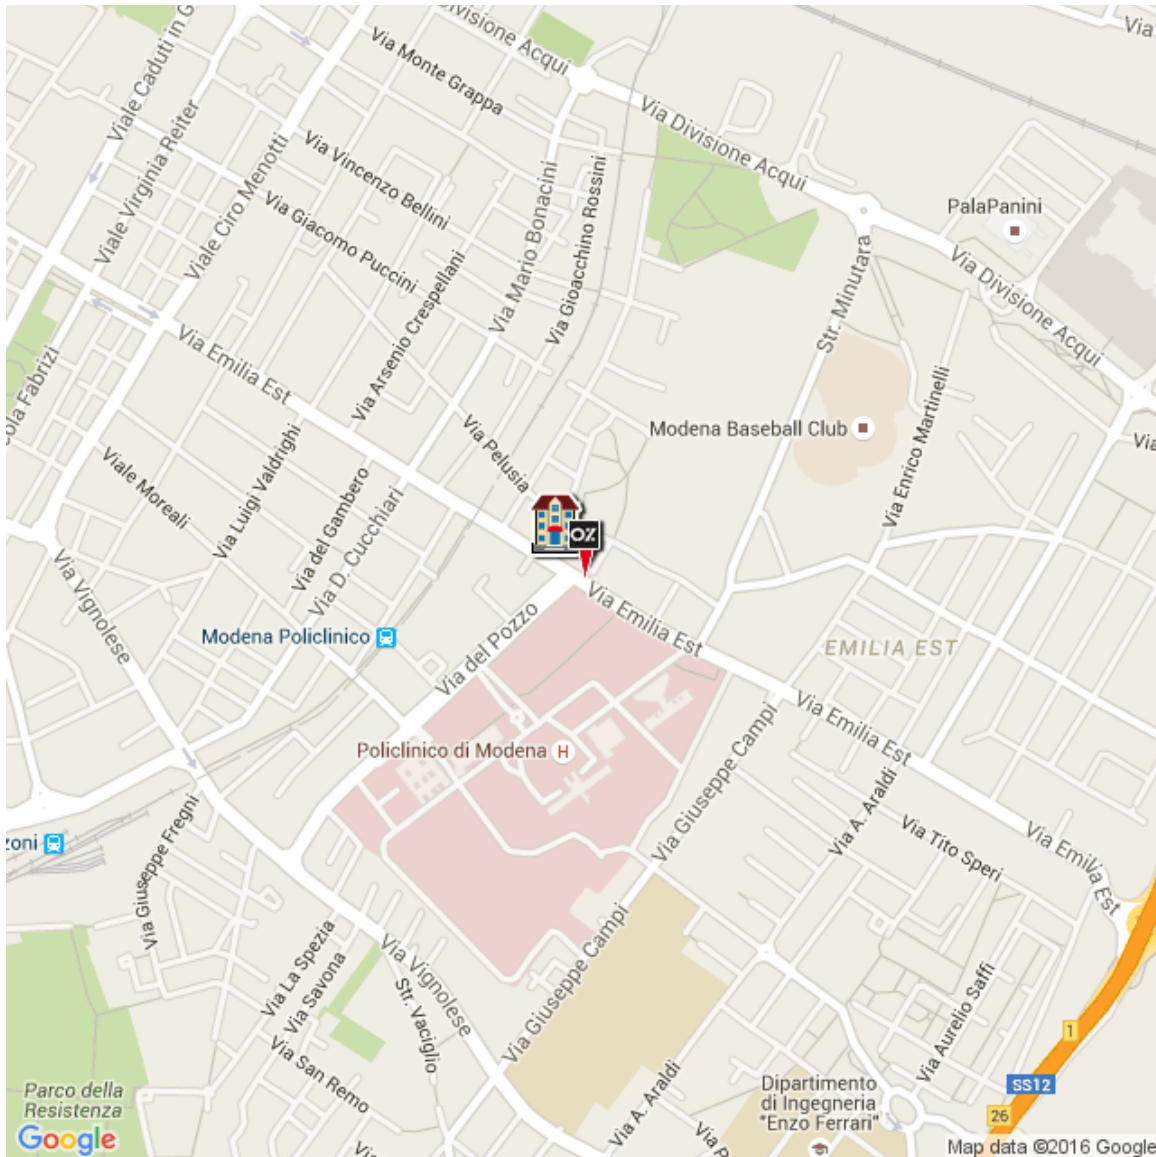 Viale Caduti in G
Divisione Acqui
Via
Via Monte Grappa
Via Divisione Acqui
Viale Virginia Reiter
Viale Ciro Menotti
Via Vincenzo Bellini
Via Giacomo Puccini
Via Mario Bonacini
Via Gioacchino Rossini
PalaPanini
Via Divisione Acqui
Str. Minutara
Via Arsenio Crespellani
Via Emilia Est
ola Fabrizi
Via Enrico Martinelli
Modena Baseball Club
Via
Via Pelusia
Viale Moreali
Via Luigi Valdrighi
Via del Gambero
Via D. Cucchiari
O%
Via Vignolese
Via Emilia Est
Modena Policlinico
Via del Pozzo
EMILIA EST
Via Emilia Est
Policlinico di Modena
H
Via Giuseppe Campi
Via A. Araldi
Via Tito Speri
Via Emilia Est
zoni
Via Giuseppe Fregni
Via La Spezia
Via Savona
Via Vignolese
Str. Vaciglio
Via Giuseppe Campi
Via Aurelio Saffi
1
Via San Remo
Parco della
Resistenza
Via A. Araldi
Dipartimento
di Ingegneria
"Enzo Ferrari"
SS12
26
Via
Via R
Google
Map data ©2016 Google